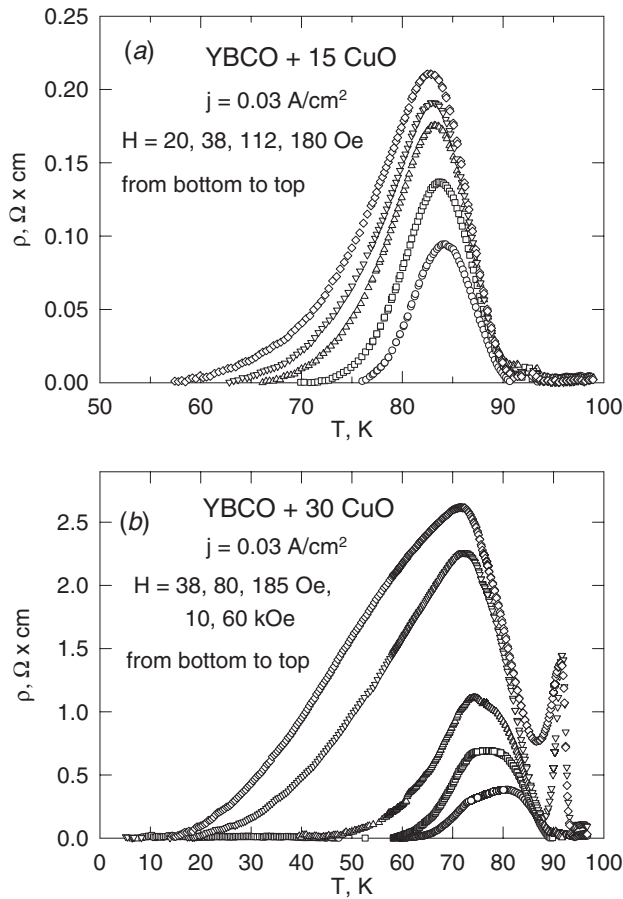 (a)
YBCO + 15 CuO
j = 0.03 A/cm²
H = 20, 38, 112, 180 Oe
from bottom to top
ρ, Ω x cm
0.20
0.15
0.10
0.05
0.00
50 60 70 80 90 100
T, K
(b)
YBCO + 30 CuO
j = 0.03 A/cm²
H = 38, 80, 185 Oe,
10, 60 kOe
from bottom to top
ρ, Ω x cm
2.5
2.0
1.5
1.0
0.5
0.0
0 10 20 30 40 50 60 70 80 90 100
T, K